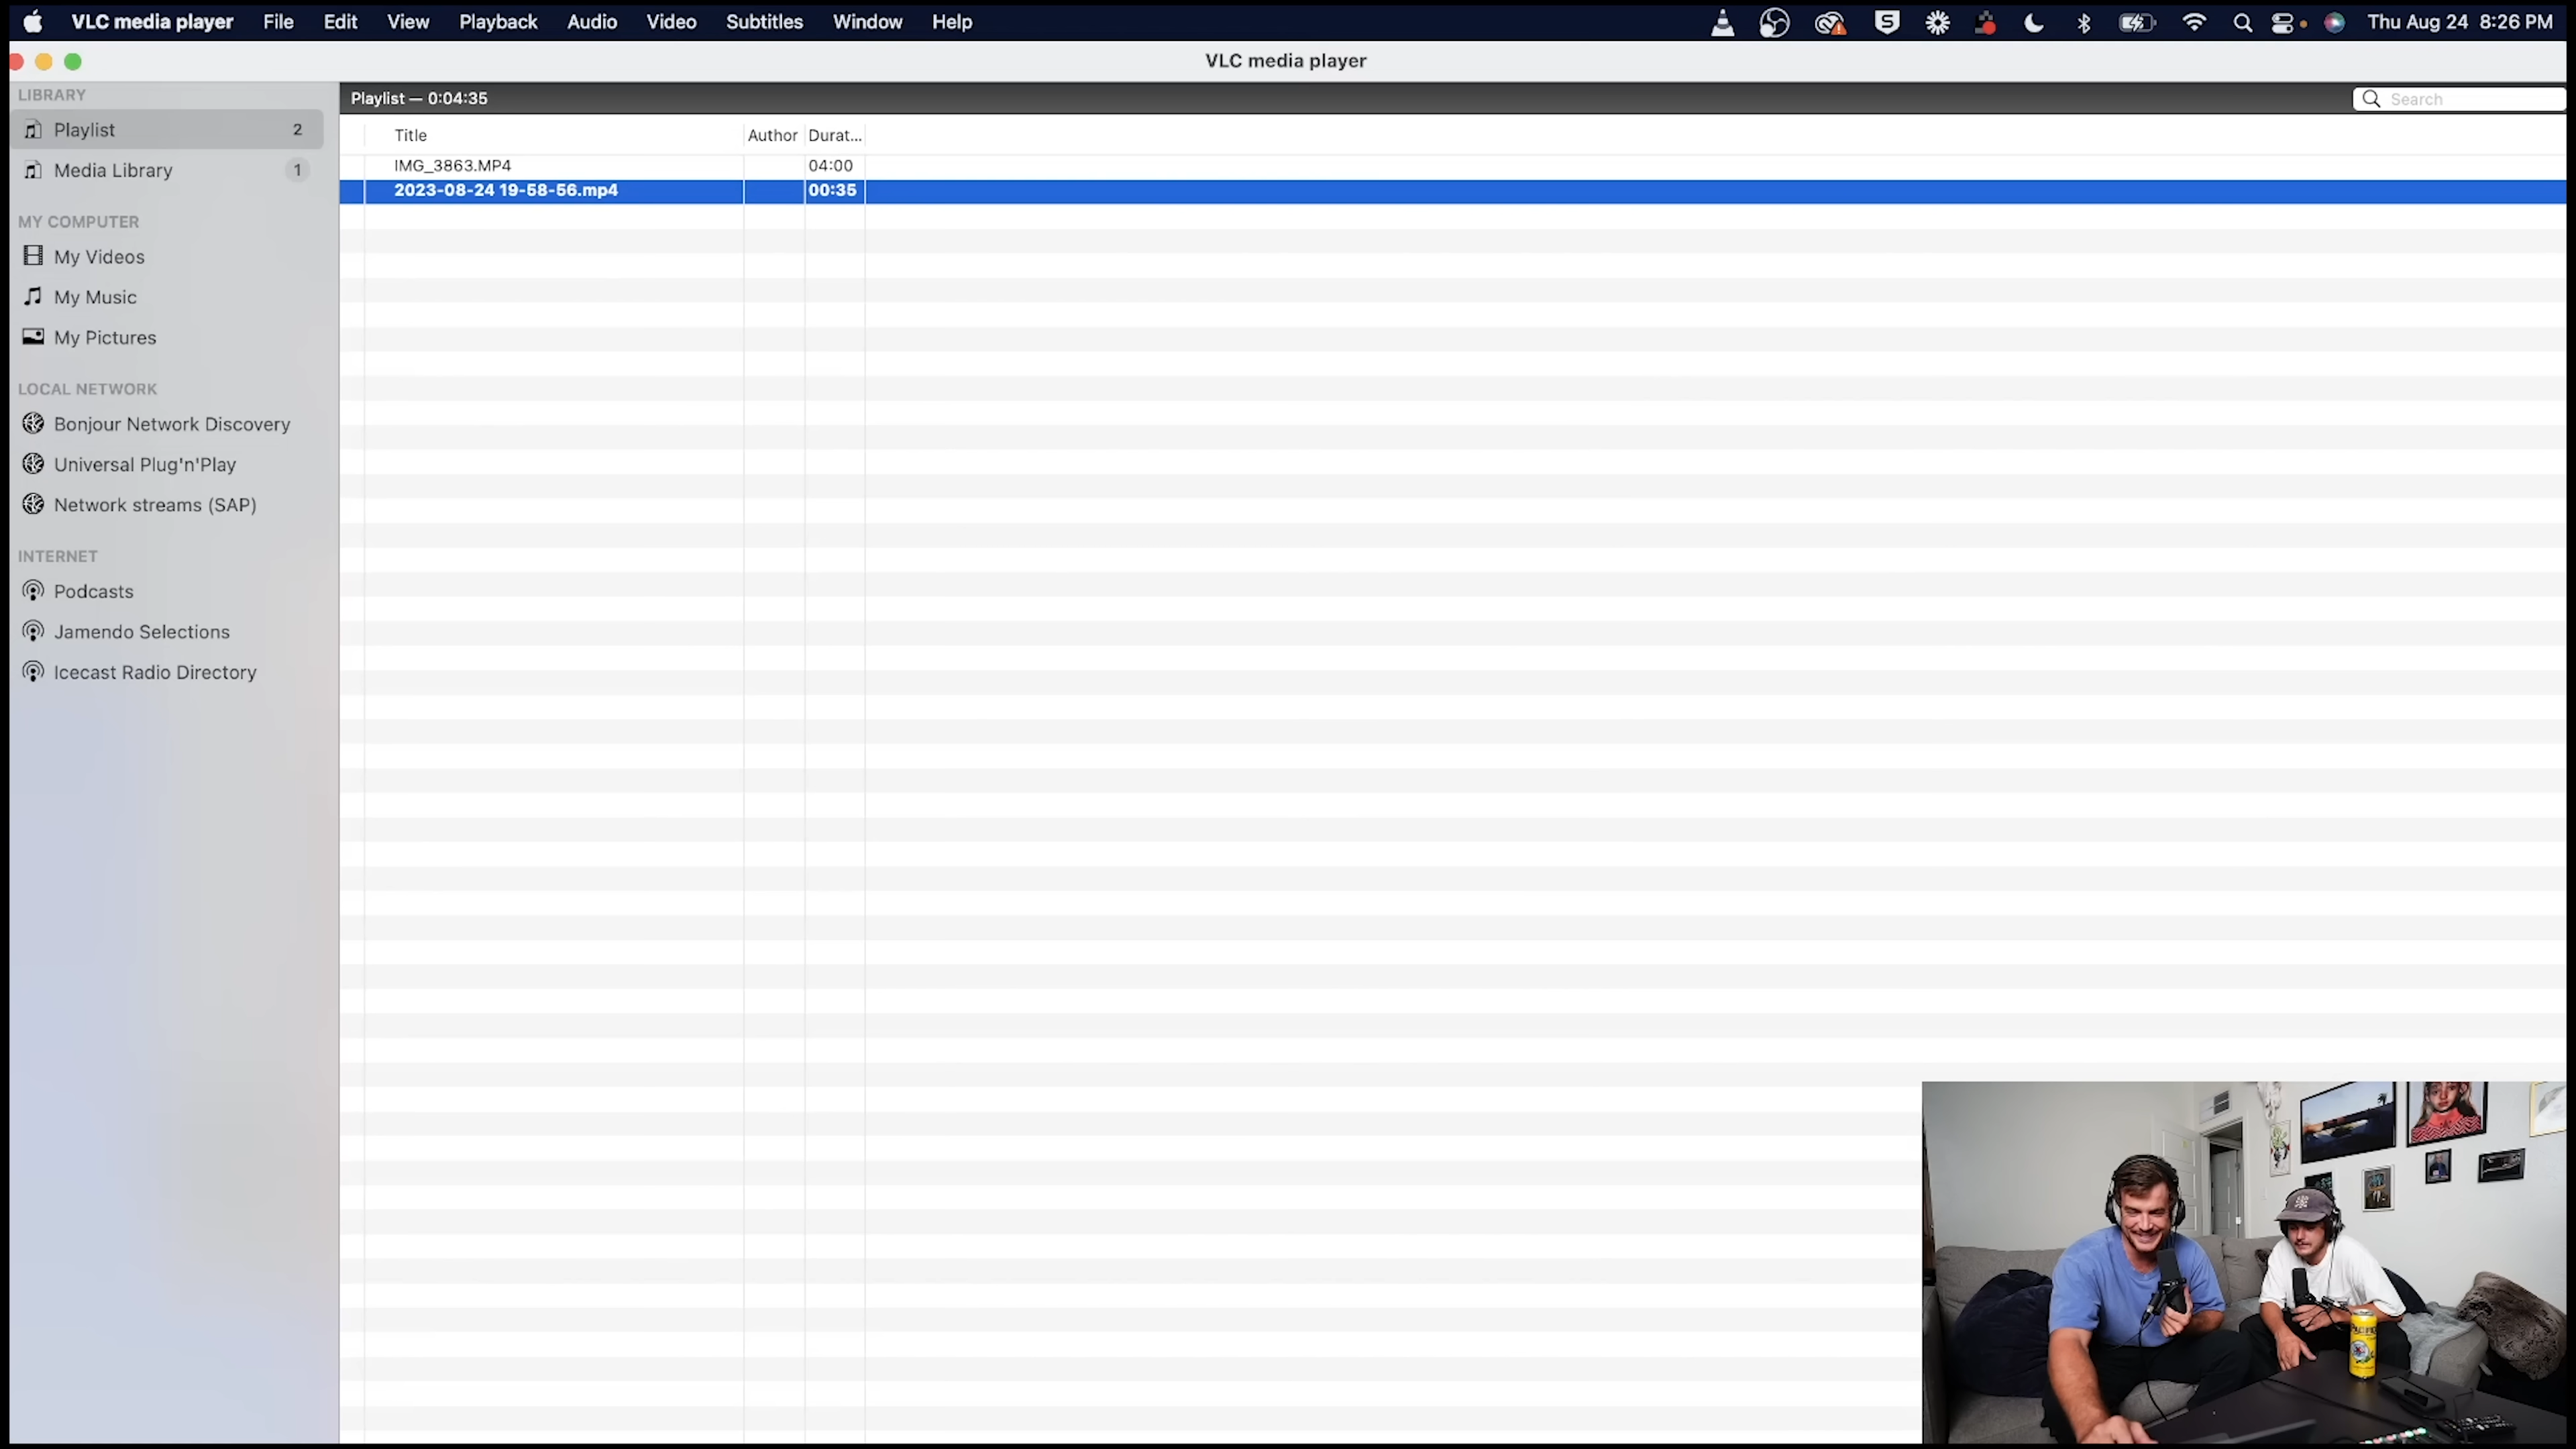 VLC media player File Edit View Playback Audio Video Subtitles Window Help Thu Aug 24 8:26 PM
VLC media player
LIBRARY
Playlist 2
Media Library 1
MY COMPUTER
My Videos
My Music
My Pictures
LOCAL NETWORK
Bonjour Network Discovery
Universal Plug'n'Play
Network streams (SAP)
INTERNET
Podcasts
Jamendo Selections
Icecast Radio Directory
Playlist — 0:04:35 Search
Title Author Durat...
IMG_3863.MP4 04:00
2023-08-24 19-58-56.mp4 00:35